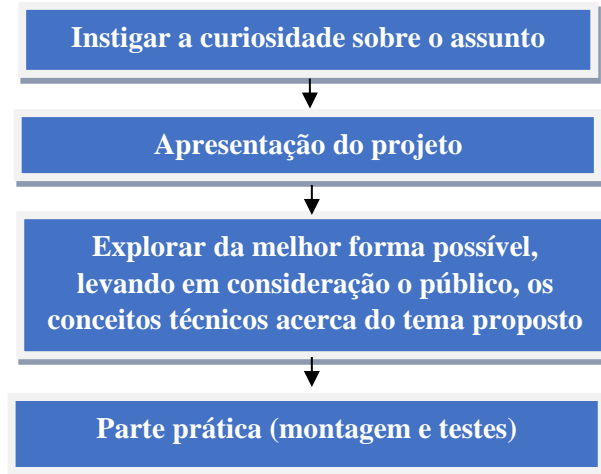 Instigar a curiosidade sobre o assunto
Apresentação do projeto
Explorar da melhor forma possível,
levando em consideração o público, os
conceitos técnicos acerca do tema proposto
Parte prática (montagem e testes)